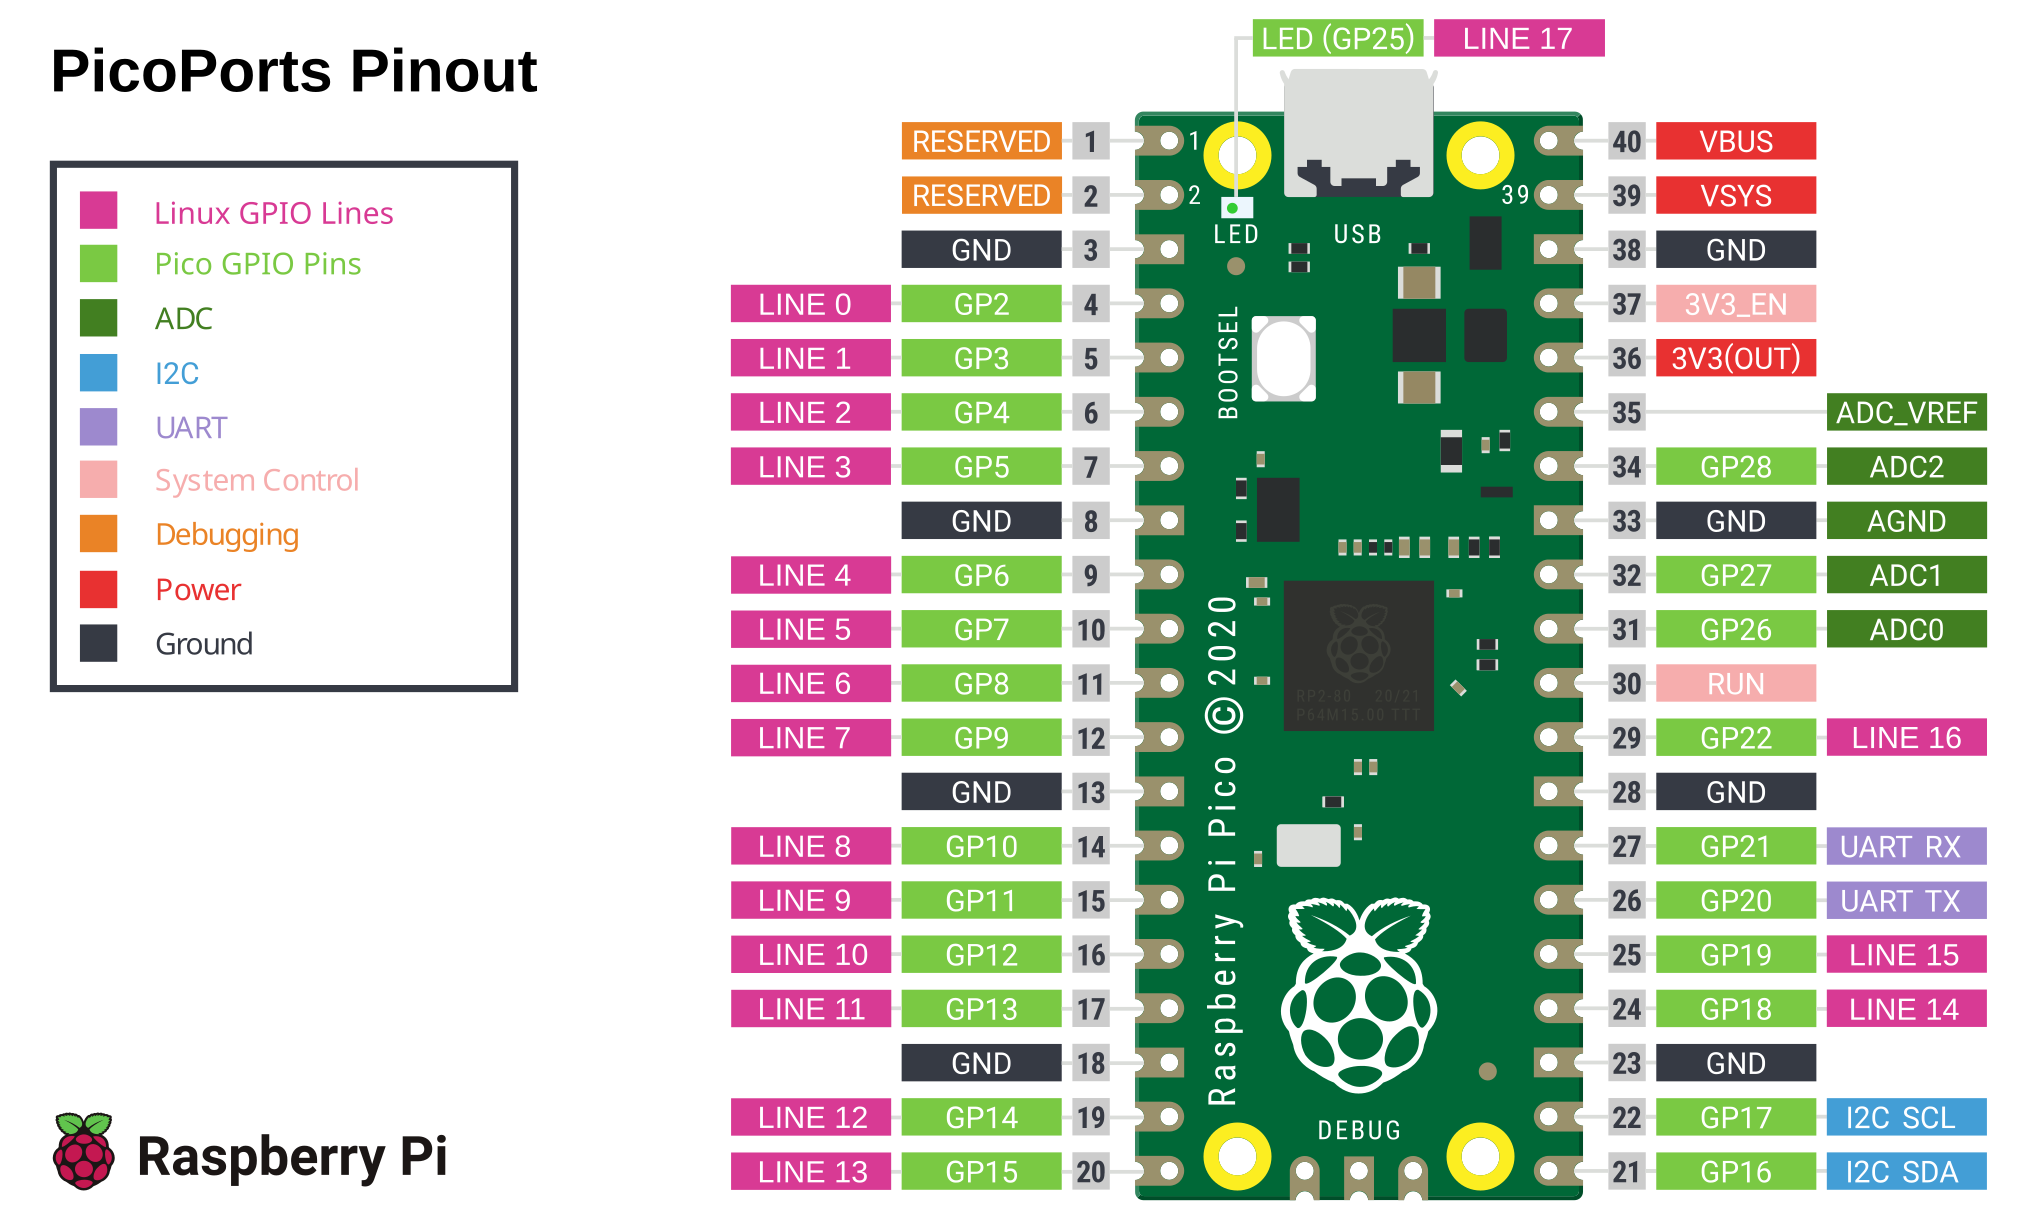 LED (GP25) LINE 17
PicoPorts Pinout
Linux GPIO Lines
Pico GPIO Pins
ADC
I2C
UART
System Control
Debugging
Power
Ground
RESERVED 1 1 40 VBUS
RESERVED 2 2 39 39 VSYS
LED USB
GND 3 38 GND
LINE 0 GP2 4 37 3V3_EN
LINE 1 GP3 5 36 3V3(OUT)
BOOTSEL
LINE 2 GP4 6 35 ADC_VREF
LINE 3 GP5 7 34 GP28 ADC2
GND 8 33 GND AGND
LINE 4 GP6 9 32 GP27 ADC1
LINE 5 GP7 10 31 GP26 ADC0
LINE 6 GP8 11 30 RUN
RP2-80 20/21
P64M15.00 TTT
LINE 7 GP9 12 29 GP22 LINE 16
GND 13 28 GND
LINE 8 GP10 14 27 GP21 UART RX
LINE 9 GP11 15 26 GP20 UART TX
Raspberry Pi Pico ©2020
LINE 10 GP12 16 25 GP19 LINE 15
LINE 11 GP13 17 24 GP18 LINE 14
GND 18 23 GND
LINE 12 GP14 19 22 GP17 I2C SCL
DEBUG
LINE 13 GP15 20 21 GP16 I2C SDA
Raspberry Pi